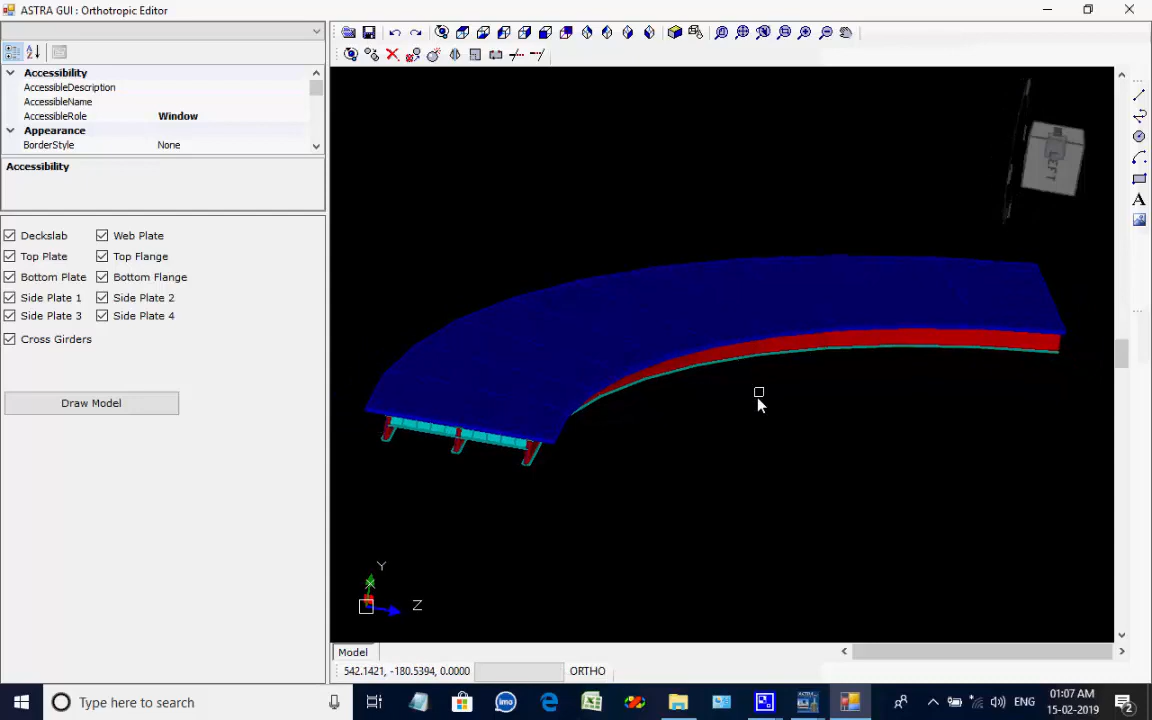 ASTRA GUI : Orthotropic Editor
Accessibility
AccessibleDescription
AccessibleName
AccessibleRole Window
Appearance
BorderStyle None
Accessibility
Deckslab Web Plate
Top Plate Top Flange
Bottom Plate Bottom Flange
Side Plate 1 Side Plate 2
Side Plate 3 Side Plate 4
Cross Girders
Draw Model
LEFT
Y
X
Z
Model
542.1421, -180.5394, 0.0000 ORTHO
Type here to search
ENG
01:07 AM
15-02-2019
2